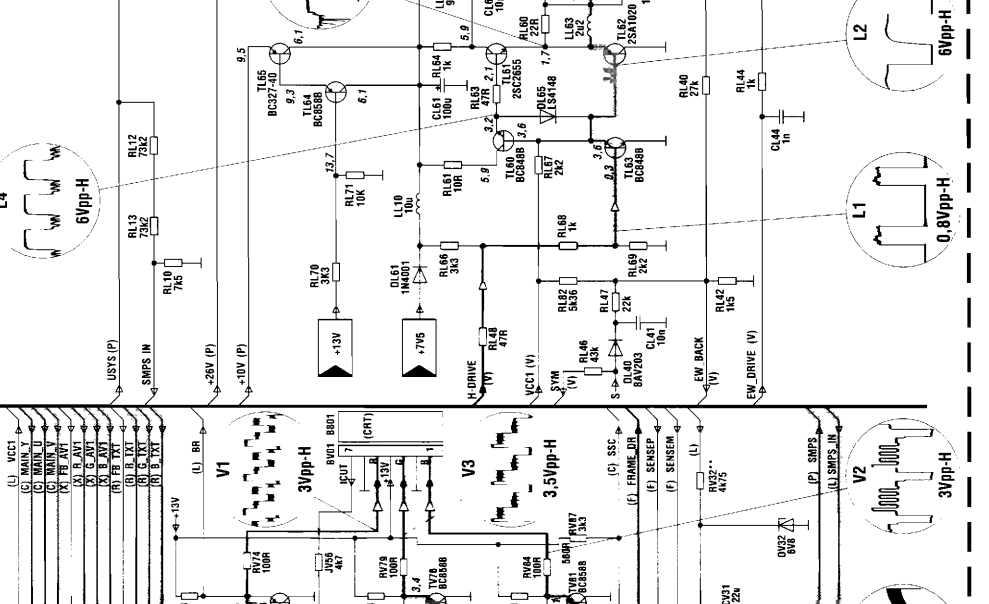 L4
6Vpp-H
RL12
73k2
RL13
73k2
RL10
7k5
USYS (P)
SMPS IN
+26V (P)
+10V (P)
9,5
6,1
TL65
BC327-40
9,3
TL64
BC858B
6,1
13,7
RL71
10K
RL70
3K3
+13V
RL64
1k
CL61
100u
5,9
RL63
47R
2,1
TL61
2SC2655
3,2
3,6
TL60
BC848B
5,9
RL61
10R
LL10
10u
DL61
1N4001
RL66
3k3
+7V5
RL48
47R
H-DRIVE
(V)
RL60
22R
LL63
2u2
TL62
2SA1020
1,7
DL65
LS4148
RL67
2k2
3,6
0,3
TL63
BC848B
RL68
1k
RL69
2k2
RL82
5k36
RL47
22k
CL41
10n
RL46
43k
DL40
BAV203
VCC1 (V)
SYM
(V)
S-
RL40
27k
RL44
1k
CL44
1n
RL42
1k5
EW_BACK
(V)
EW_DRIVE (V)
L2
6Vpp-H
L1
0,8Vpp-H
(L) VCC1
(C) MAIN_Y
(C) MAIN_U
(C) MAIN_V
(X) FB_AV1
(X) R_AV1
(X) G_AV1
(X) B_AV1
(R) FB TXT
(R) R_TXT
(R) G_TXT
(R) B_TXT
+13V
(L) BR
V1
3Vpp-H
BV01
B801
(CRT)
7
1
ICUT
R
G
B
+13V
V3
3,5Vpp-H
RV74
100R
JV56
4k7
RV79
100R
3,4
TV76
BC858B
RV84
100R
TV81
BC858B
RV87
3k3
560R
(C) SSC
(F) FRAME_DR
(F) SENSEP
(F) SENSEM
(L)
RV32**
4k75
DV32
6V8
CV31
22u
(P) SMPS
(L) SMPS_IN
V2
3Vpp-H